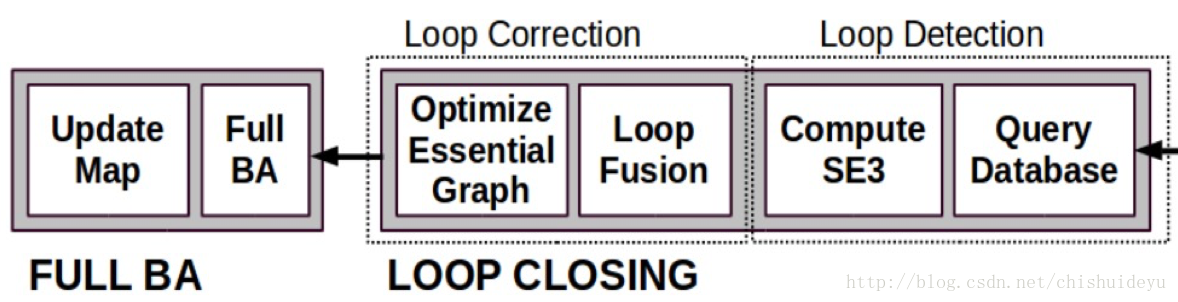 Loop Correction
Loop Detection
Update
Map
Full
BA
Optimize
Essential
Graph
Loop
Fusion
Compute
SE3
Query
Database
FULL BA
LOOP CLOSING
http://blog.csdn.net/chishuideyu